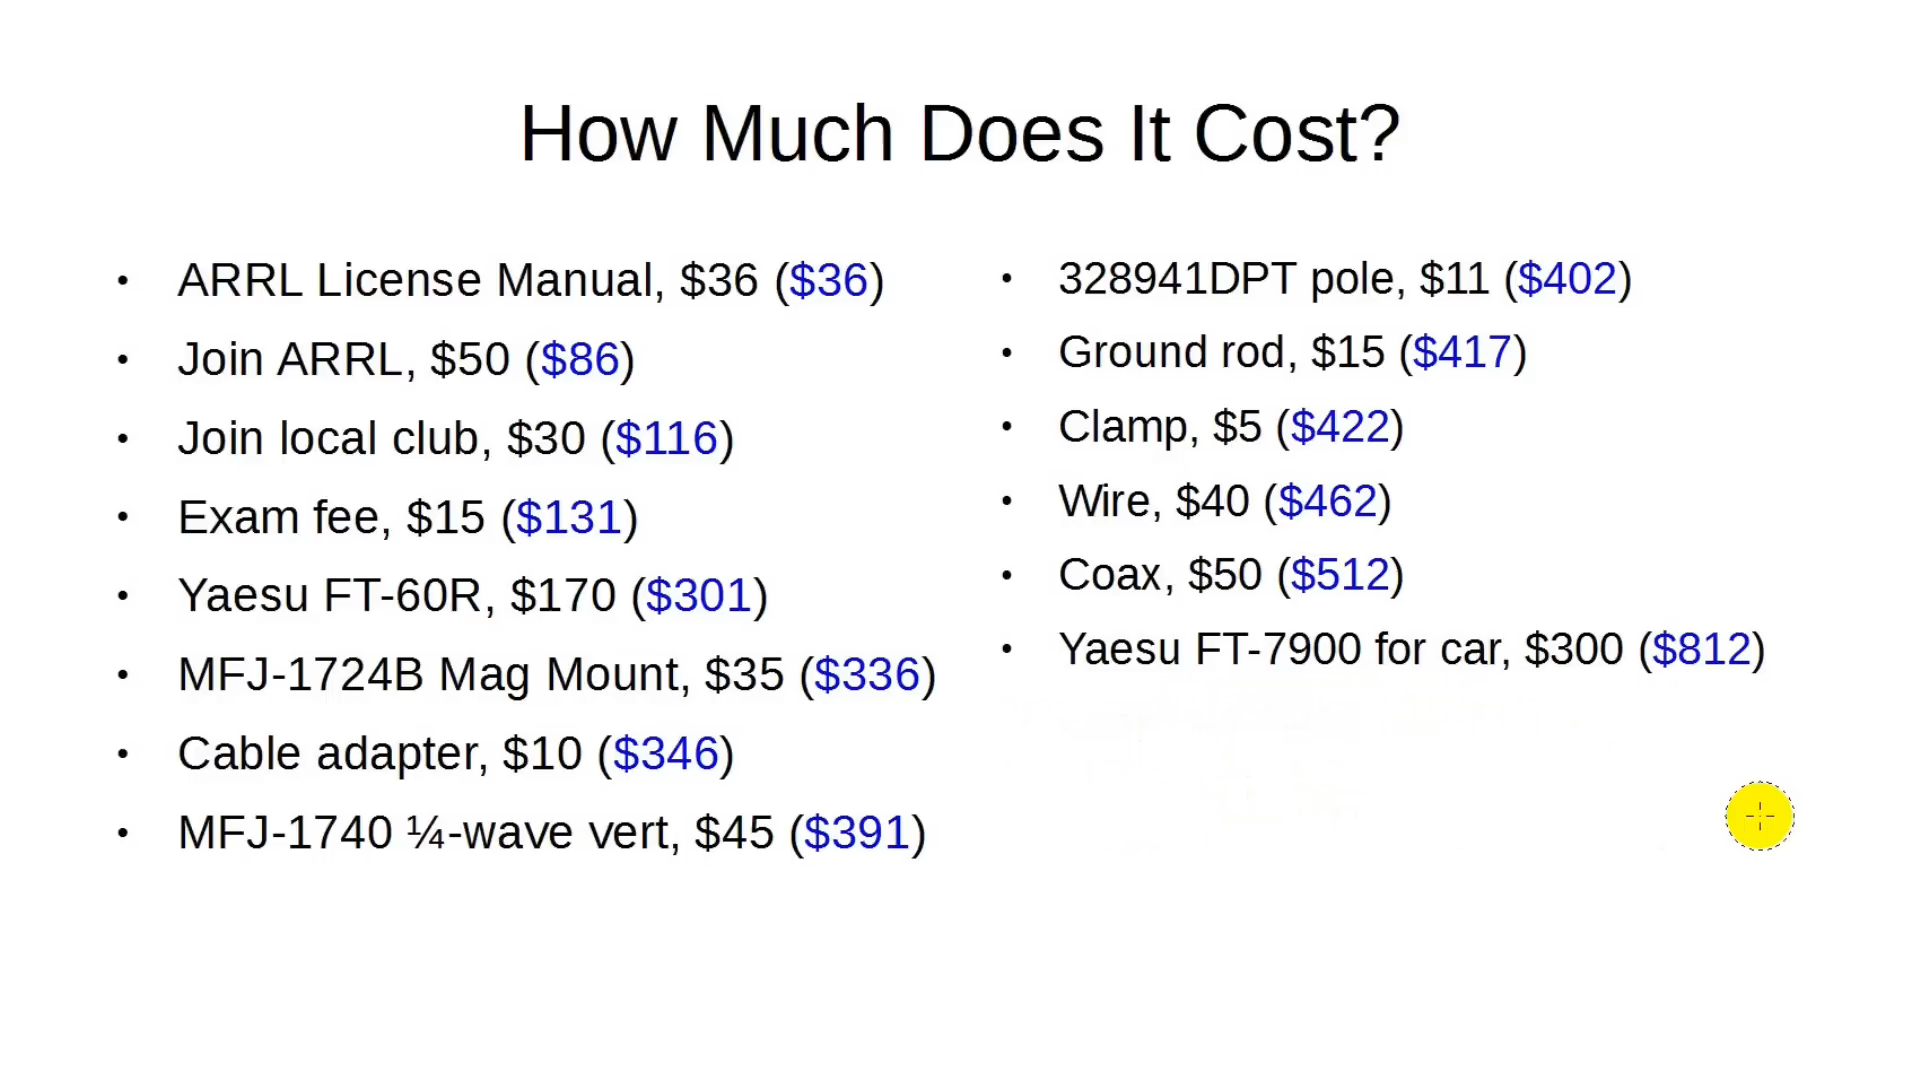 How Much Does It Cost?
• ARRL License Manual, $36 ($36)
• Join ARRL, $50 ($86)
• Join local club, $30 ($116)
• Exam fee, $15 ($131)
• Yaesu FT-60R, $170 ($301)
• MFJ-1724B Mag Mount, $35 ($336)
• Cable adapter, $10 ($346)
• MFJ-1740 ¼-wave vert, $45 ($391)
• 328941DPT pole, $11 ($402)
• Ground rod, $15 ($417)
• Clamp, $5 ($422)
• Wire, $40 ($462)
• Coax, $50 ($512)
• Yaesu FT-7900 for car, $300 ($812)